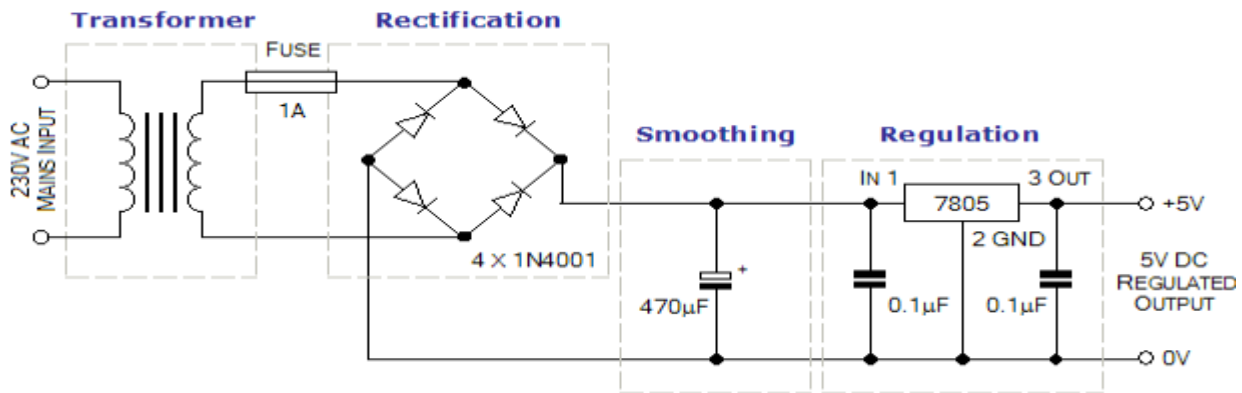 Transformer
Rectification
FUSE
1A
230V AC
MAINS INPUT
4 X 1N4001
Smoothing
470µF
+
Regulation
IN 1
3 OUT
7805
2 GND
0.1µF
0.1µF
+5V
5V DC
REGULATED
OUTPUT
0V